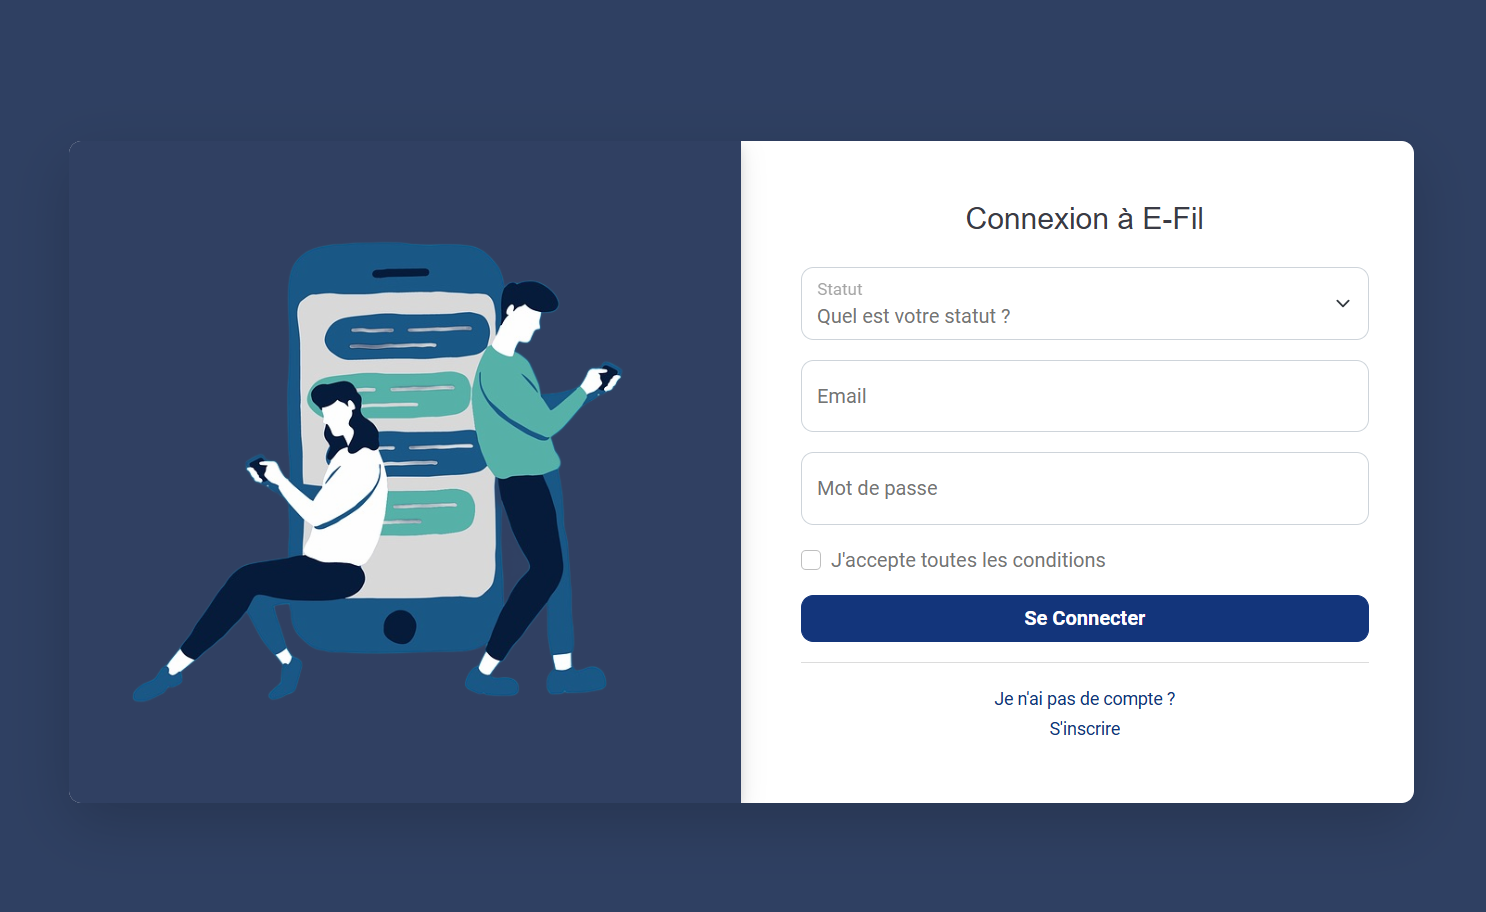 Connexion à E-Fil
Statut
Quel est votre statut ?
Email
Mot de passe
J'accepte toutes les conditions
Se Connecter
Je n'ai pas de compte ?
S'inscrire